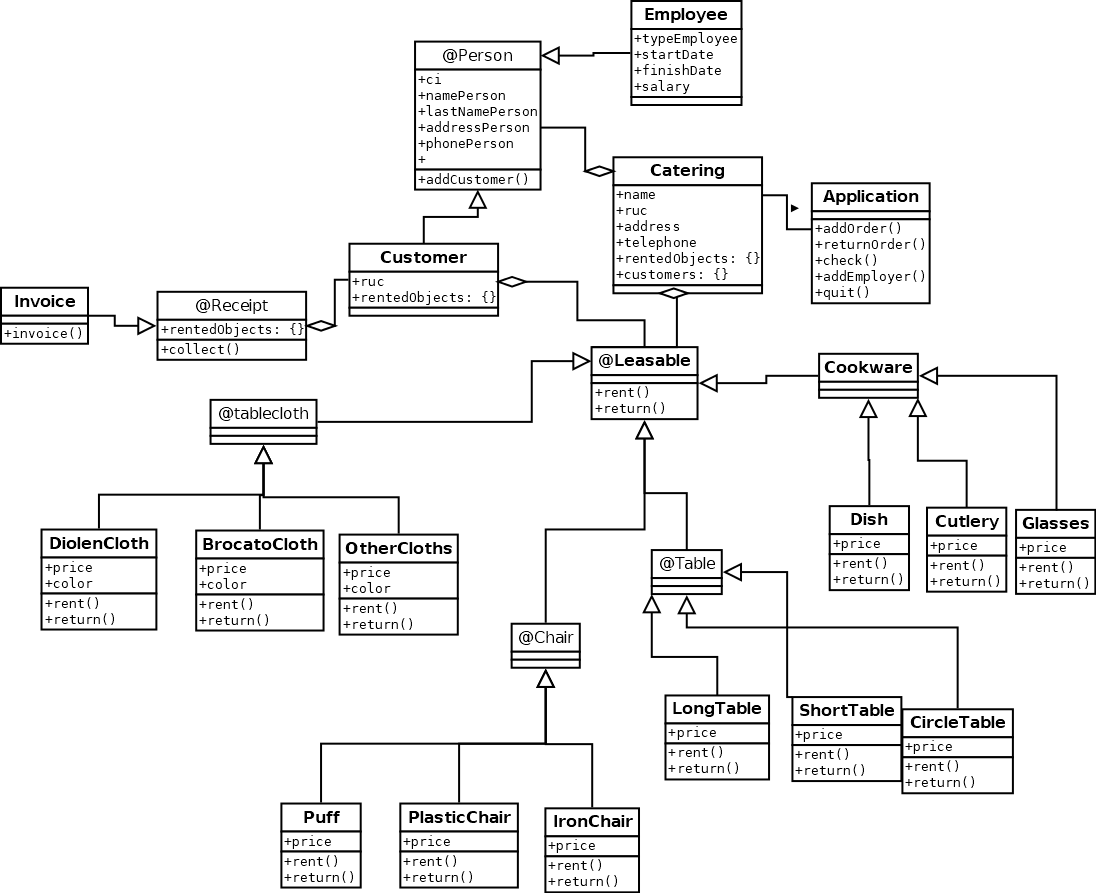 Employee
+typeEmployee
+startDate
+finishDate
+salary
@Person
+ci
+namePerson
+lastNamePerson
+addressPerson
+phonePerson
+
+addCustomer()
Catering
+name
+ruc
+address
+telephone
+rentedObjects: {}
+customers: {}
Application
+addOrder()
+returnOrder()
+check()
+addEmployer()
+quit()
Customer
+ruc
+rentedObjects: {}
Invoice
+invoice()
@Receipt
+rentedObjects: {}
+collect()
@Leasable
+rent()
+return()
Cookware
@tablecloth
DiolenCloth
+price
+color
+rent()
+return()
BrocatoCloth
+price
+color
+rent()
+return()
OtherCloths
+price
+color
+rent()
+return()
Dish
+price
+rent()
+return()
Cutlery
+price
+rent()
+return()
Glasses
+price
+rent()
+return()
@Table
@Chair
LongTable
+price
+rent()
+return()
ShortTable
+price
+rent()
+return()
CircleTable
+price
+rent()
+return()
Puff
+price
+rent()
+return()
PlasticChair
+price
+rent()
+return()
IronChair
+price
+rent()
+return()